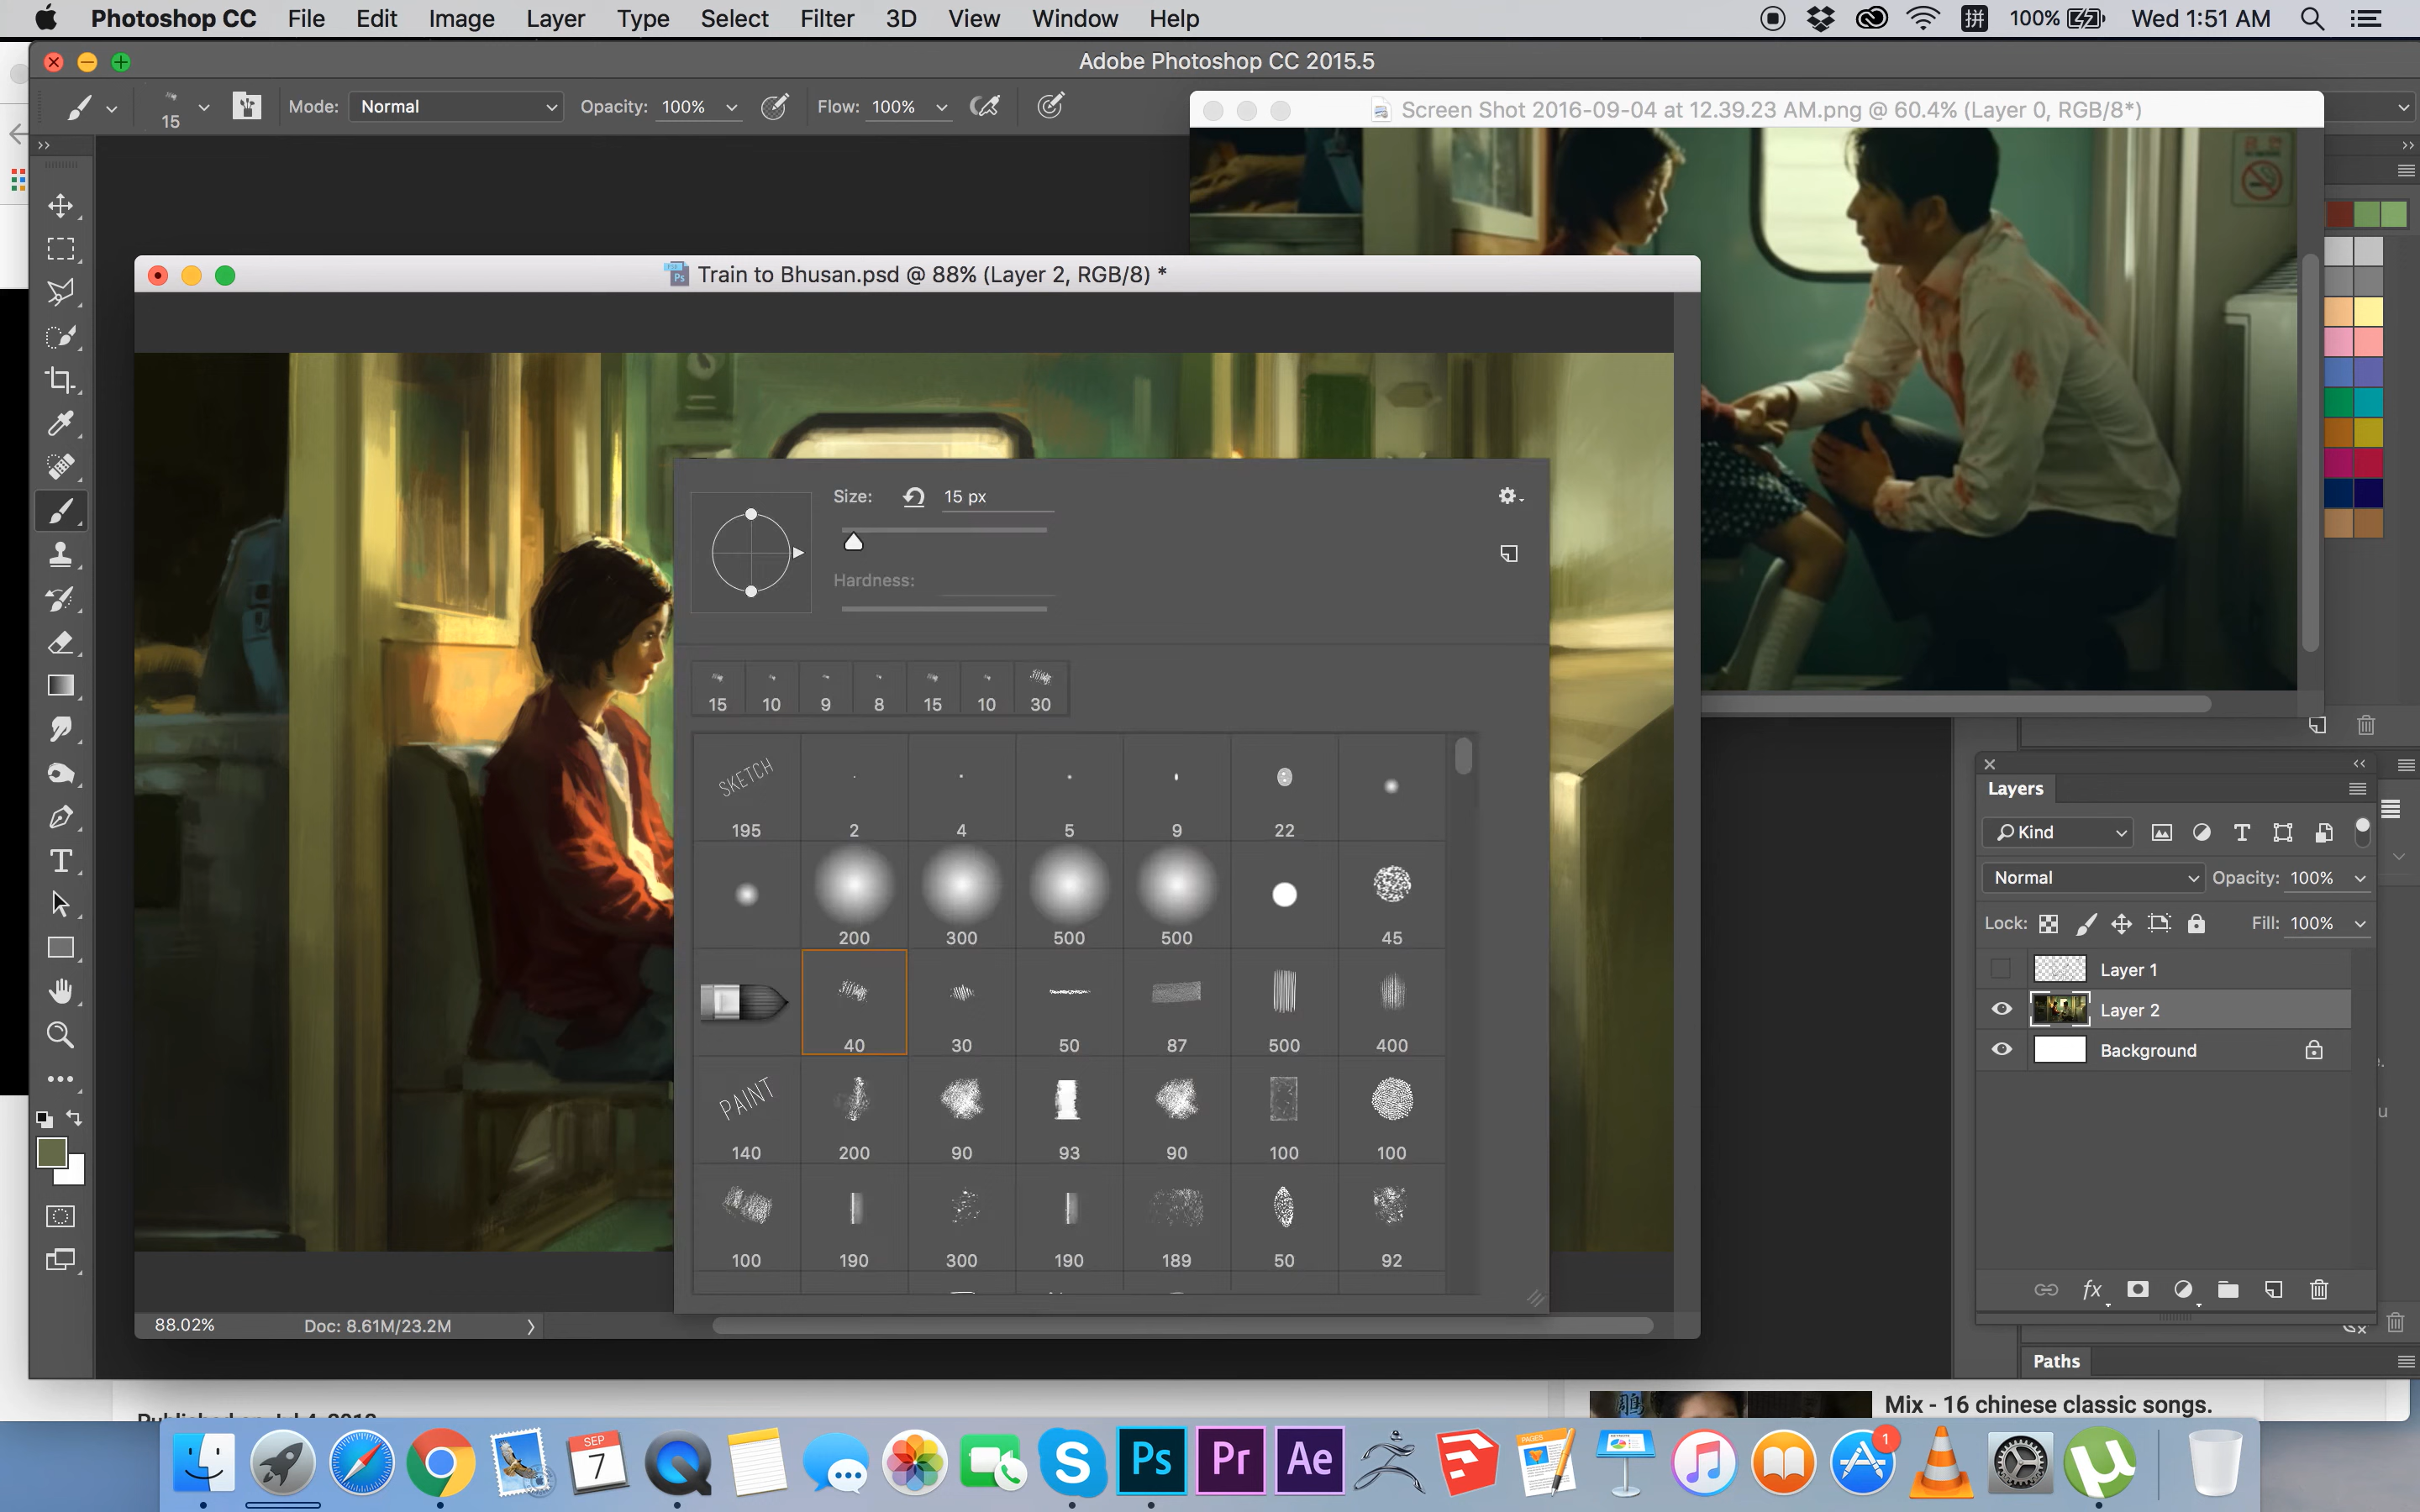 Photoshop CC File Edit Image Layer Type Select Filter 3D View Window Help 拼 100% Wed 1:51 AM
Adobe Photoshop CC 2015.5
15 Mode: Normal Opacity: 100% Flow: 100%
Screen Shot 2016-09-04 at 12.39.23 AM.png @ 60.4% (Layer 0, RGB/8*)
Ps Train to Bhusan.psd @ 88% (Layer 2, RGB/8) *
Size: 15 px
Hardness:
15 10 9 8 15 10 30
SKETCH
195 2 4 5 9 22
200 300 500 500 45
40 30 50 87 500 400
PAINT
140 200 90 93 90 100 100
100 190 300 190 189 50 92
88.02% Doc: 8.61M/23.2M
Layers
Kind
Normal Opacity: 100%
Lock: Fill: 100%
Layer 1
Layer 2
Background
fx
Paths
Mix - 16 chinese classic songs.
SEP
7
S Ps Pr Ae PAGES 1 µ